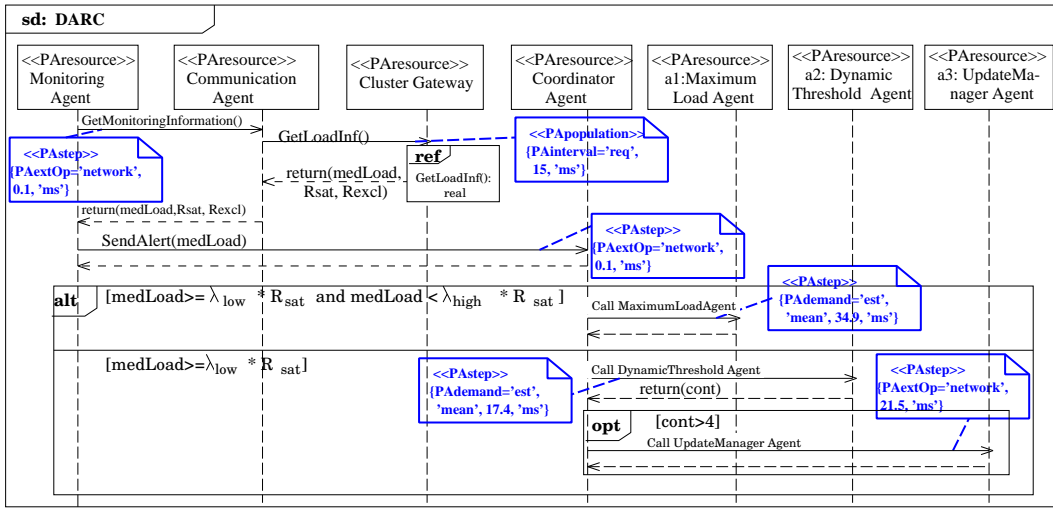 sd: DARC
<<PAresource>>
Monitoring
Agent
<<PAresource>>
Communication
Agent
<<PAresource>>
Cluster Gateway
<<PAresource>>
Coordinator
Agent
<<PAresource>>
a1:Maximum
Load Agent
<<PAresource>>
a2: Dynamic
Threshold Agent
<<PAresource>>
a3: UpdateMa-
nager Agent
GetMonitoringInformation()
<<PAstep>>
{PAextOp='network',
0.1, 'ms'}
GetLoadInf()
<<PApopulation>>
{PAinterval='req',
15, 'ms'}
ref
GetLoadInf():
real
return(medLoad,
Rsat, Rexcl)
return(medLoad,Rsat, Rexcl)
SendAlert(medLoad)
<<PAstep>>
{PAextOp='network',
0.1, 'ms'}
alt
[medLoad>= λ low * R sat and medLoad < λ high * R sat ]
<<PAstep>>
{PAdemand='est',
'mean', 34.9, 'ms'}
Call MaximumLoadAgent
[medLoad>= λ low * R sat]
<<PAstep>>
{PAdemand='est',
'mean', 17.4, 'ms'}
Call DynamicThreshold Agent
return(cont)
<<PAstep>>
{PAextOp='network',
21.5, 'ms'}
opt
[cont>4]
Call UpdateManager Agent